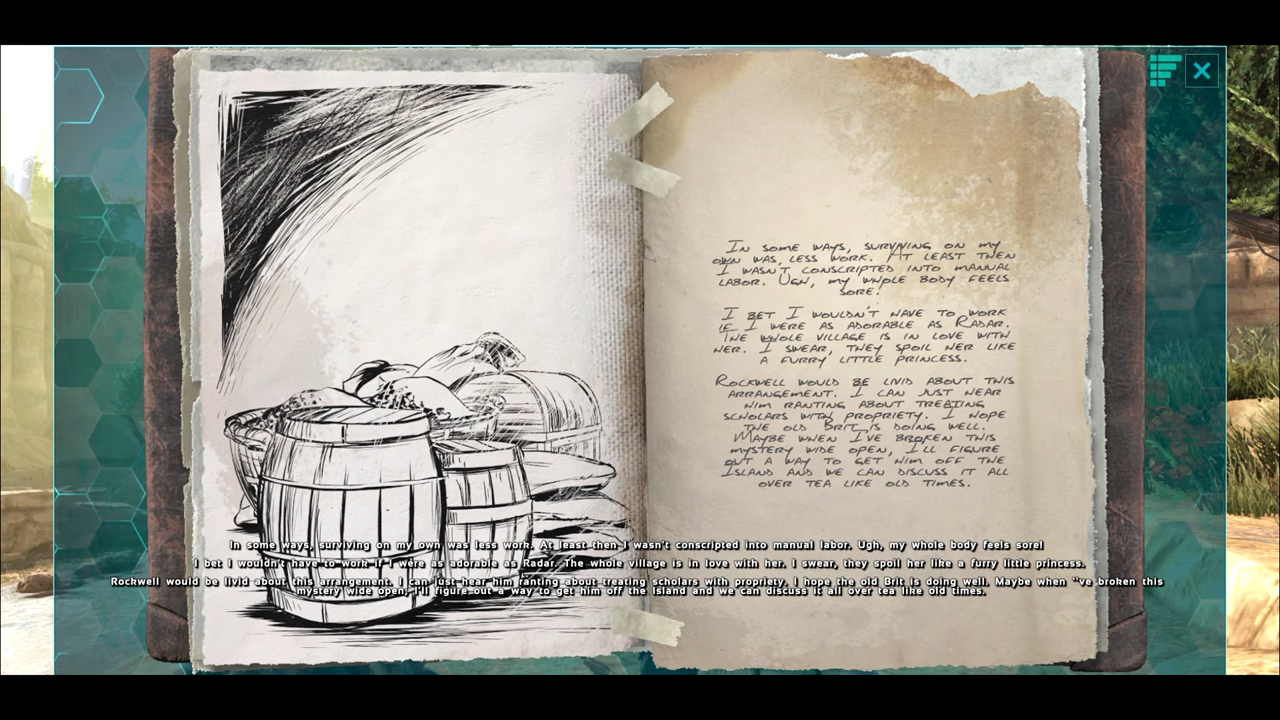 In some ways, surviving on my
own was less work. At least then
I wasn't conscripted into manual
labor. Ugh, my whole body feels
sore!
I bet I wouldn't have to work
if I were as adorable as Radar.
The whole village is in love with
her. I swear, they spoil her like
a furry little princess.
Rockwell would be livid about this
arrangement. I can just hear
him ranting about treating
scholars with propriety. I hope
the old Brit is doing well.
Maybe when I've broken this
mystery wide open, I'll figure
out a way to get him off the
Island and we can discuss it all
over tea like old times.
In some ways, surviving on my own was less work. At least then I wasn't conscripted into manual labor. Ugh, my whole body feels sore!
I bet I wouldn't have to work if I were as adorable as Radar. The whole village is in love with her. I swear, they spoil her like a furry little princess.
Rockwell would be livid about this arrangement. I can just hear him ranting about treating scholars with propriety. I hope the old Brit is doing well. Maybe when "ve broken this
mystery wide open, I'll figure out a way to get him off the Island and we can discuss it all over tea like old times.